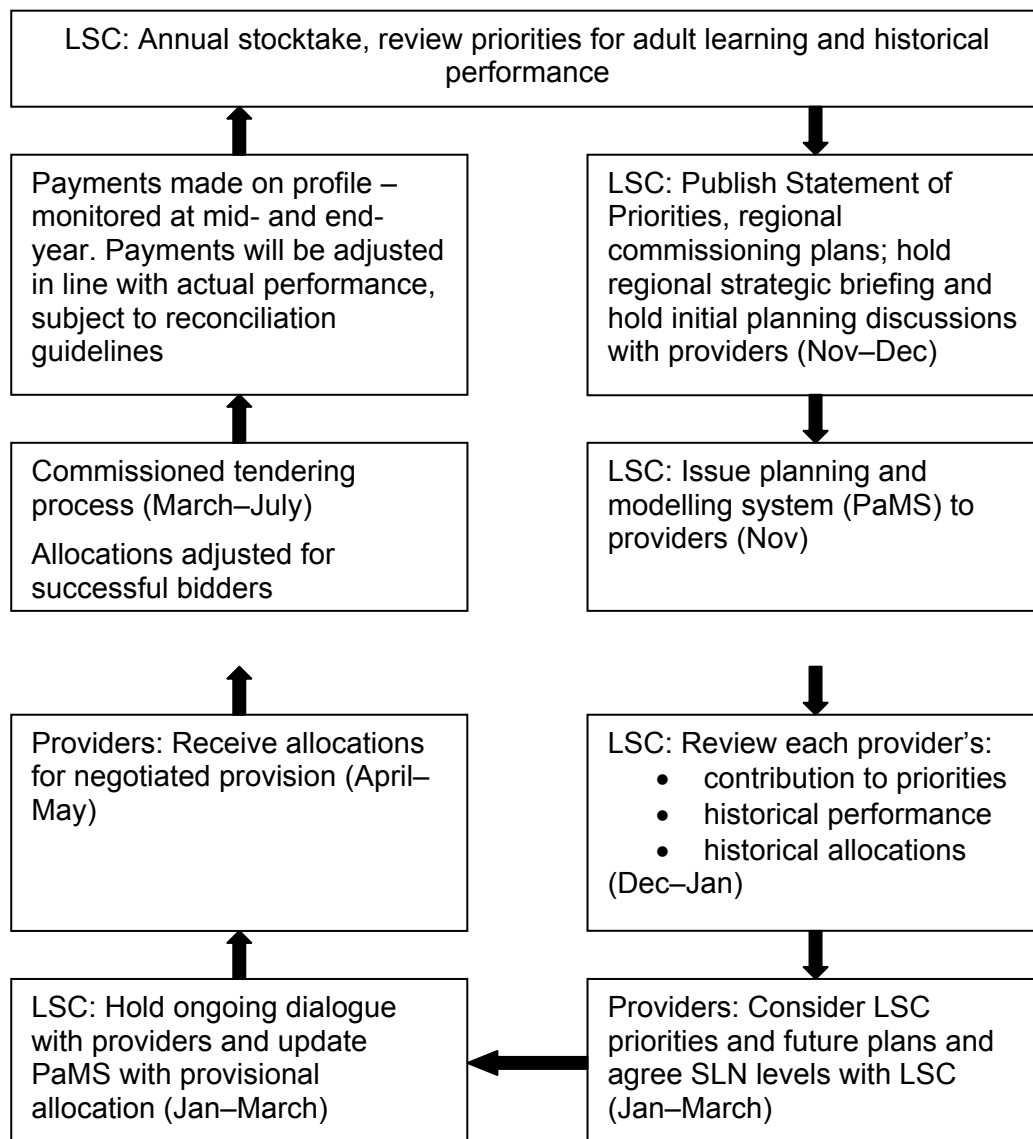 LSC: Annual stocktake, review priorities for adult learning and historical
performance
Payments made on profile –
monitored at mid- and end-
year. Payments will be adjusted
in line with actual performance,
subject to reconciliation
guidelines
LSC: Publish Statement of
Priorities, regional
commissioning plans; hold
regional strategic briefing and
hold initial planning discussions
with providers (Nov–Dec)
Commissioned tendering
process (March–July)
Allocations adjusted for
successful bidders
LSC: Issue planning and
modelling system (PaMS) to
providers (Nov)
Providers: Receive allocations
for negotiated provision (April–
May)
LSC: Review each provider’s:
• contribution to priorities
• historical performance
• historical allocations
(Dec–Jan)
LSC: Hold ongoing dialogue
with providers and update
PaMS with provisional
allocation (Jan–March)
Providers: Consider LSC
priorities and future plans and
agree SLN levels with LSC
(Jan–March)